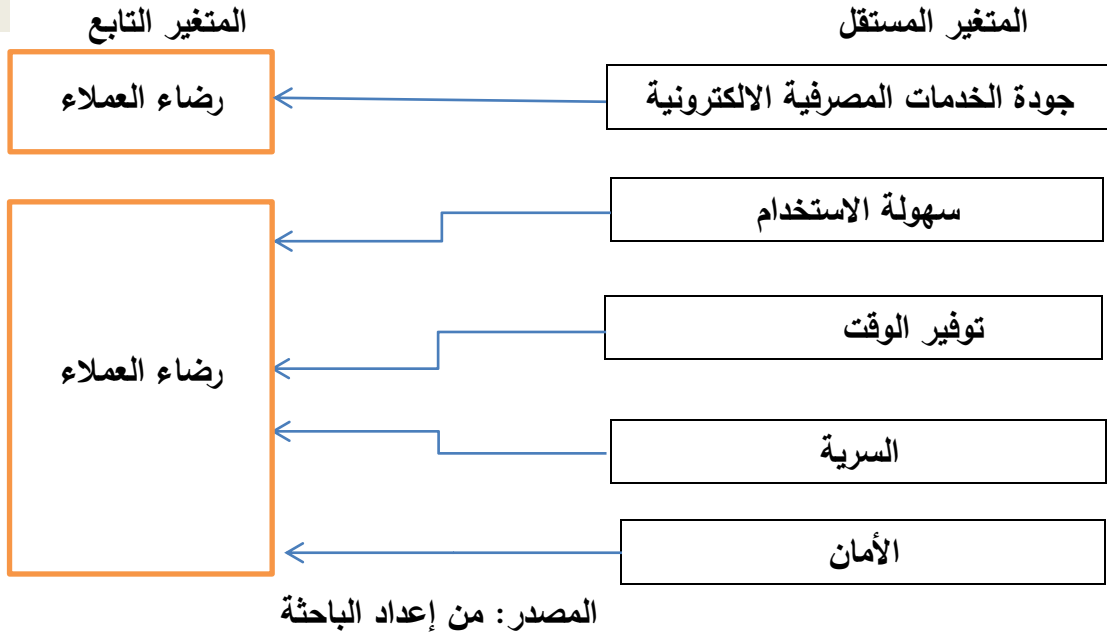 المتغير المستقل
المتغير التابع
جودة الخدمات المصرفية الالكترونية
رضاء العملاء
سهولة الاستخدام
توفير الوقت
رضاء العملاء
السرية
الأمان
المصدر: من إعداد الباحثة